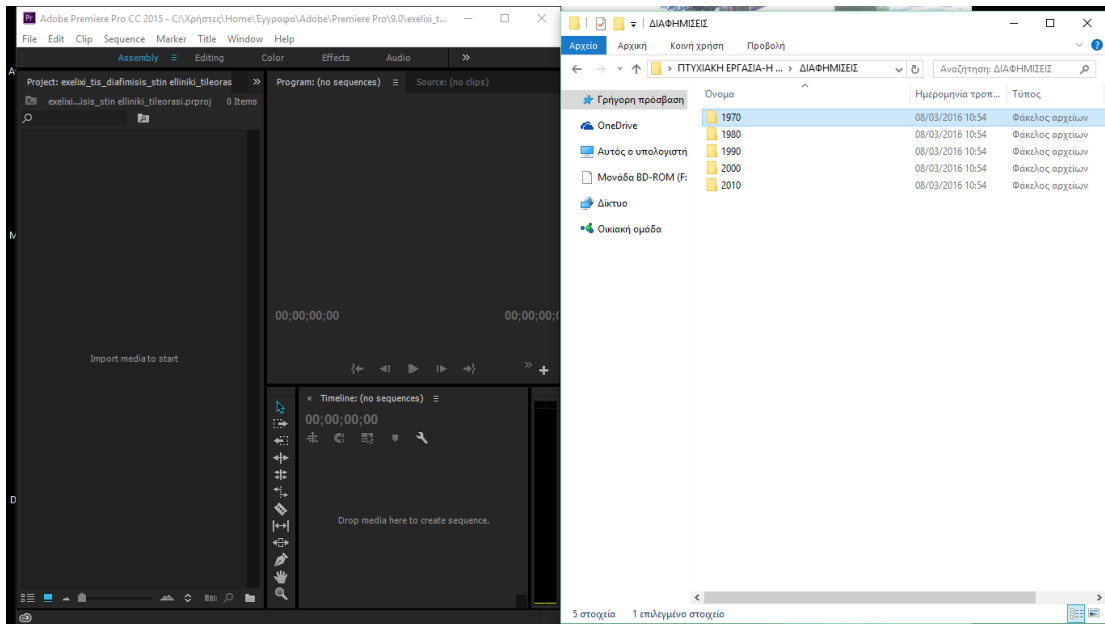 Adobe Premiere Pro CC 2015 - C:\Χρήστες\Home\Έγγραφα\Adobe\Premiere Pro\9.0\exelixi_t...
File Edit Clip Sequence Marker Title Window Help
Assembly Editing Color Effects Audio
Project: exelixi_tis_diafimisis_stin elliniki_tileoras
exelixi...isis_stin elliniki_tileorasi.prproj 0 Items
Import media to start
Program: (no sequences) Source: (no clips)
00;00;00;00 00;00;00;0
× Timeline: (no sequences)
00;00;00;00
Drop media here to create sequence.
ΔΙΑΦΗΜΙΣΕΙΣ
Αρχείο Αρχική Κοινή χρήση Προβολή
ΠΤΥΧΙΑΚΗ ΕΡΓΑΣΙΑ-Η ... › ΔΙΑΦΗΜΙΣΕΙΣ Αναζήτηση: ΔΙΑΦΗΜΙΣΕΙΣ
Γρήγορη πρόσβαση
OneDrive
Αυτός ο υπολογιστή
Μονάδα BD-ROM (F:
Δίκτυο
Οικιακή ομάδα
Όνομα Ημερομηνία τροπ... Τύπος
1970 08/03/2016 10:54 Φάκελος αρχείων
1980 08/03/2016 10:54 Φάκελος αρχείων
1990 08/03/2016 10:54 Φάκελος αρχείων
2000 08/03/2016 10:54 Φάκελος αρχείων
2010 08/03/2016 10:54 Φάκελος αρχείων
5 στοιχεία 1 επιλεγμένο στοιχείο